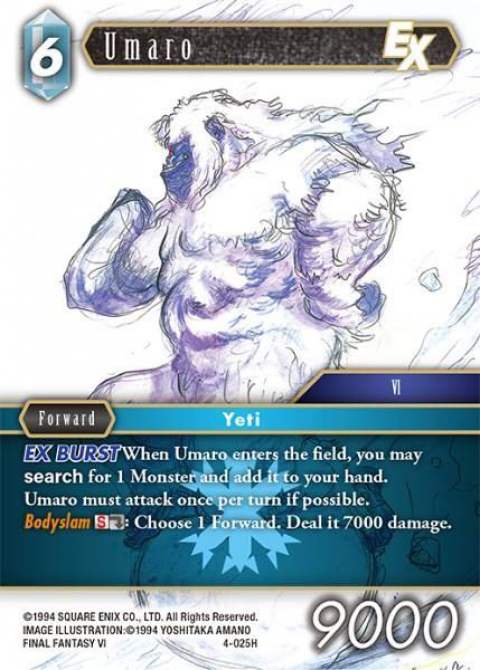 6
Umaro
EX
VI
Forward
Yeti
EX BURST When Umaro enters the field, you may
search for 1 Monster and add it to your hand.
Umaro must attack once per turn if possible.
Bodyslam S: Choose 1 Forward. Deal it 7000 damage.
©1994 SQUARE ENIX CO., LTD. All Rights Reserved.
IMAGE ILLUSTRATION:©1994 YOSHITAKA AMANO
FINAL FANTASY VI
4-025H
9000